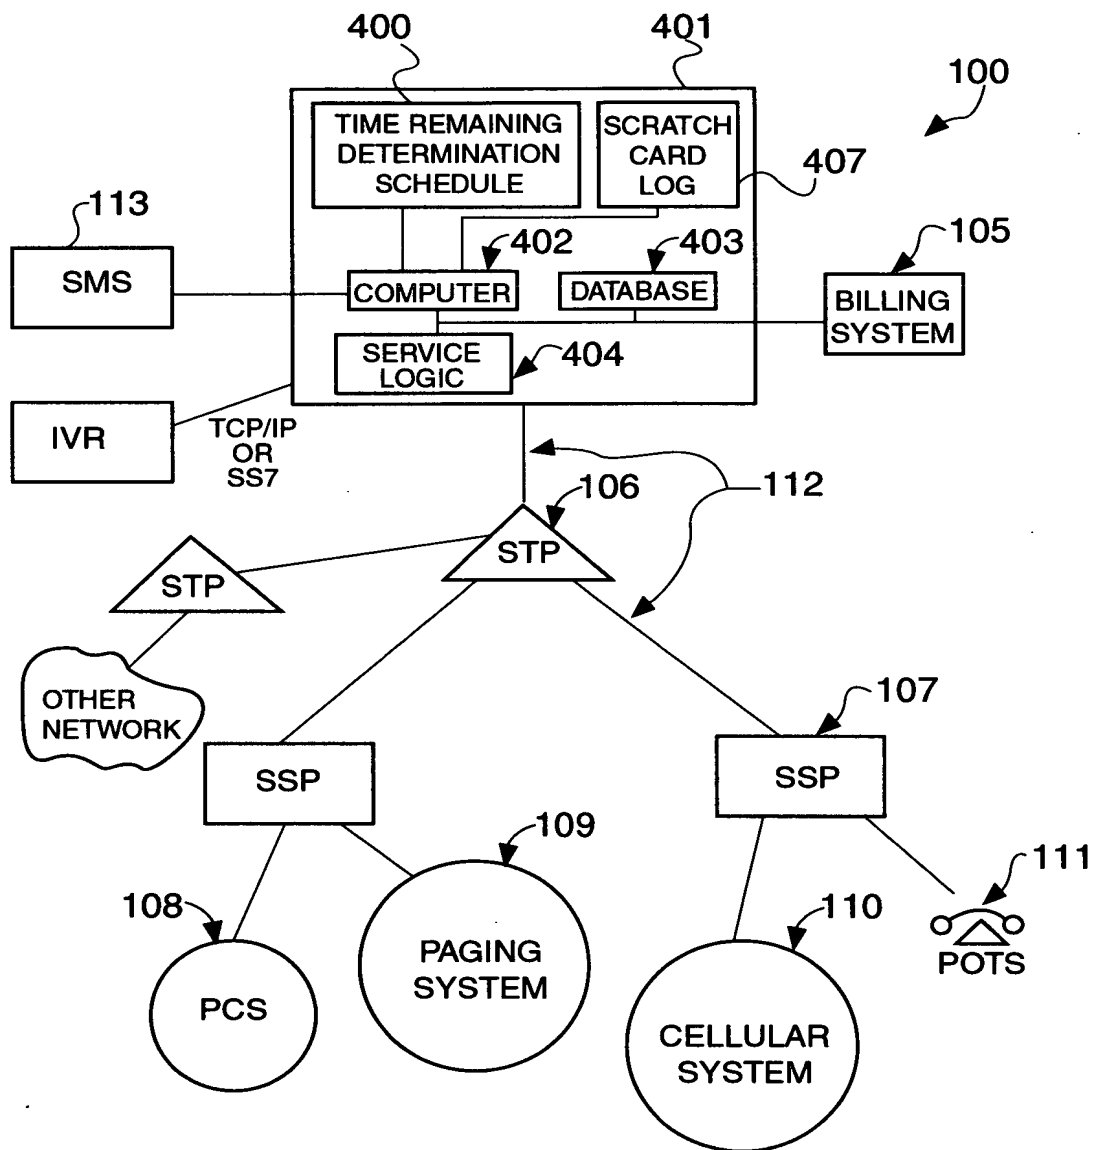 400
401
100
TIME REMAINING
DETERMINATION
SCHEDULE
SCRATCH
CARD
LOG
407
113
SMS
402
403
105
COMPUTER
DATABASE
BILLING
SYSTEM
SERVICE
LOGIC
404
IVR
TCP/IP
OR
SS7
106
112
STP
STP
OTHER
NETWORK
107
SSP
SSP
109
111
108
110
PAGING
SYSTEM
POTS
PCS
CELLULAR
SYSTEM